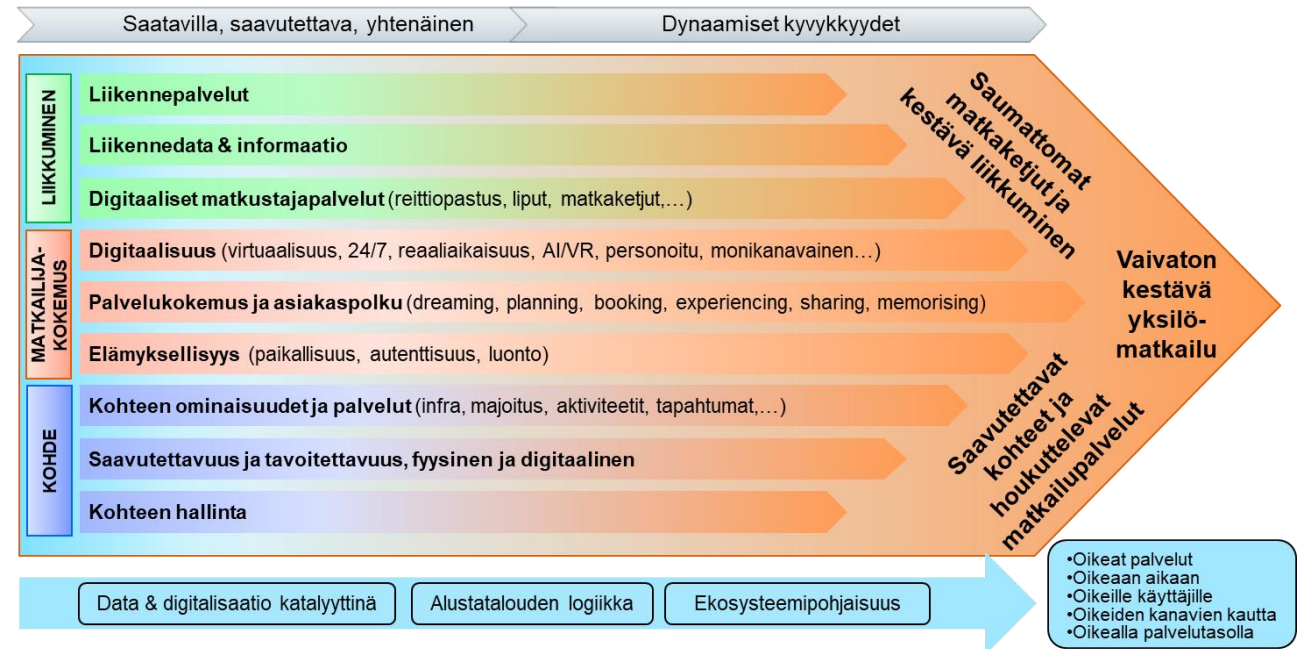 Saatavilla, saavutettava, yhtenäinen
Dynaamiset kyvykkyydet
LIIKKUMINEN
Liikennepalvelut
Liikennedata & informaatio
Digitaaliset matkustajapalvelut (reittiopastus, liput, matkaketjut,…)
MATKAILIJA-
KOKEMUS
Digitaalisuus (virtuaalisuus, 24/7, reaaliaikaisuus, AI/VR, personoitu, monikanavainen…)
Palvelukokemus ja asiakaspolku (dreaming, planning, booking, experiencing, sharing, memorising)
Elämyksellisyys (paikallisuus, autenttisuus, luonto)
KOHDE
Kohteen ominaisuudet ja palvelut (infra, majoitus, aktiviteetit, tapahtumat,…)
Saavutettavuus ja tavoitettavuus, fyysinen ja digitaalinen
Kohteen hallinta
Saumattomat
matkaketjut ja
kestävä liikkuminen
Vaivaton
kestävä
yksilö-
matkailu
Saavutettavat
kohteet ja
houkuttelevat
matkailupalvelut
Data & digitalisaatio katalyyttinä
Alustatalouden logiikka
Ekosysteemipohjaisuus
•Oikeat palvelut
•Oikeaan aikaan
•Oikeille käyttäjille
•Oikeiden kanavien kautta
•Oikealla palvelutasolla